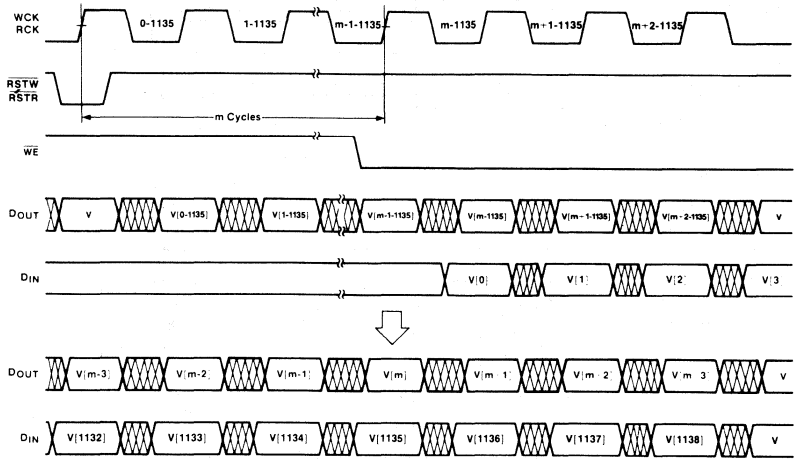 WCK
RCK
0-1135 1-1135 m-1-1135 m-1135 m+1-1135 m+2-1135
RSTW
RSTR
m Cycles
WE
DOUT V V[0-1135] V[1-1135] V[m-1-1135] V[m-1135] V[m+1-1135] V[m-2-1135] V
DIN V[0] V[1] V[2] V[3
DOUT V[m-3] V[m-2] V[m-1] V[m] V[m·1] V[m·2] V[m 3] V
DIN V[1132] V[1133] V[1134] V[1135] V[1136] V[1137] V[1138] V